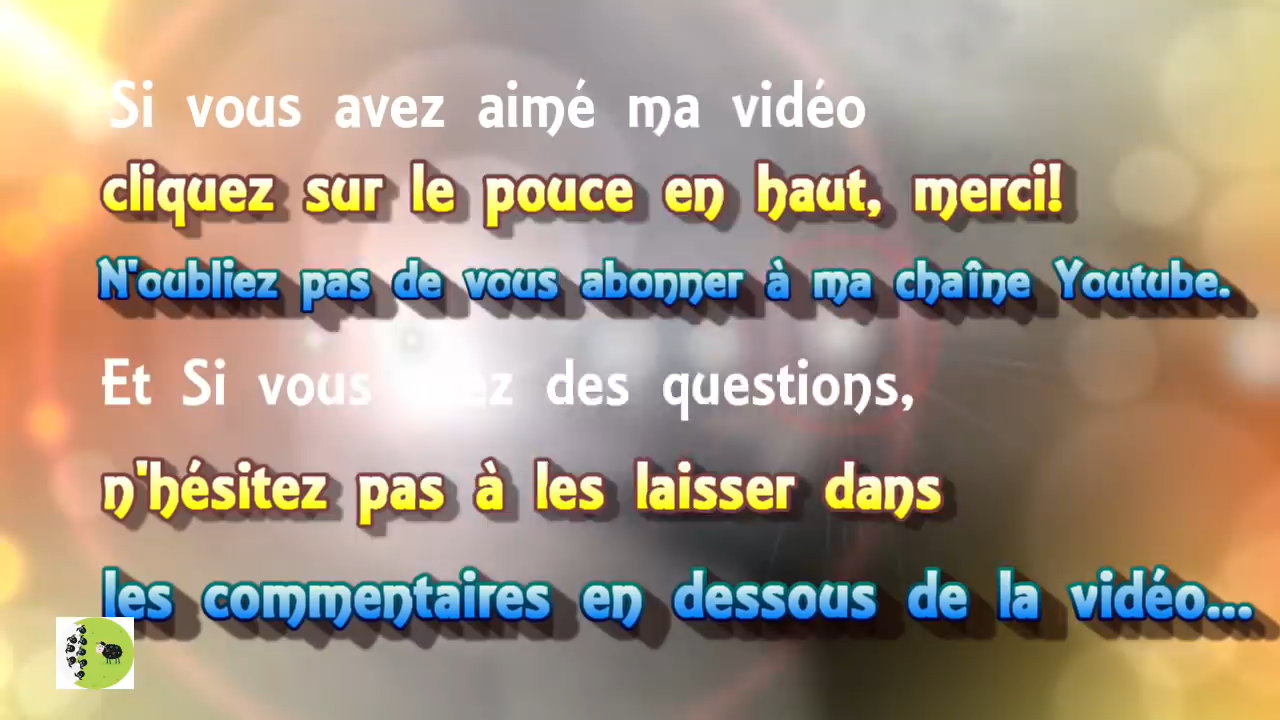 Si vous avez aimé ma vidéo
cliquez sur le pouce en haut, merci!
N'oubliez pas de vous abonner à ma chaîne Youtube.
Et Si vous des questions,
n'hésitez pas à les laisser dans
les commentaires en dessous de la vidéo...